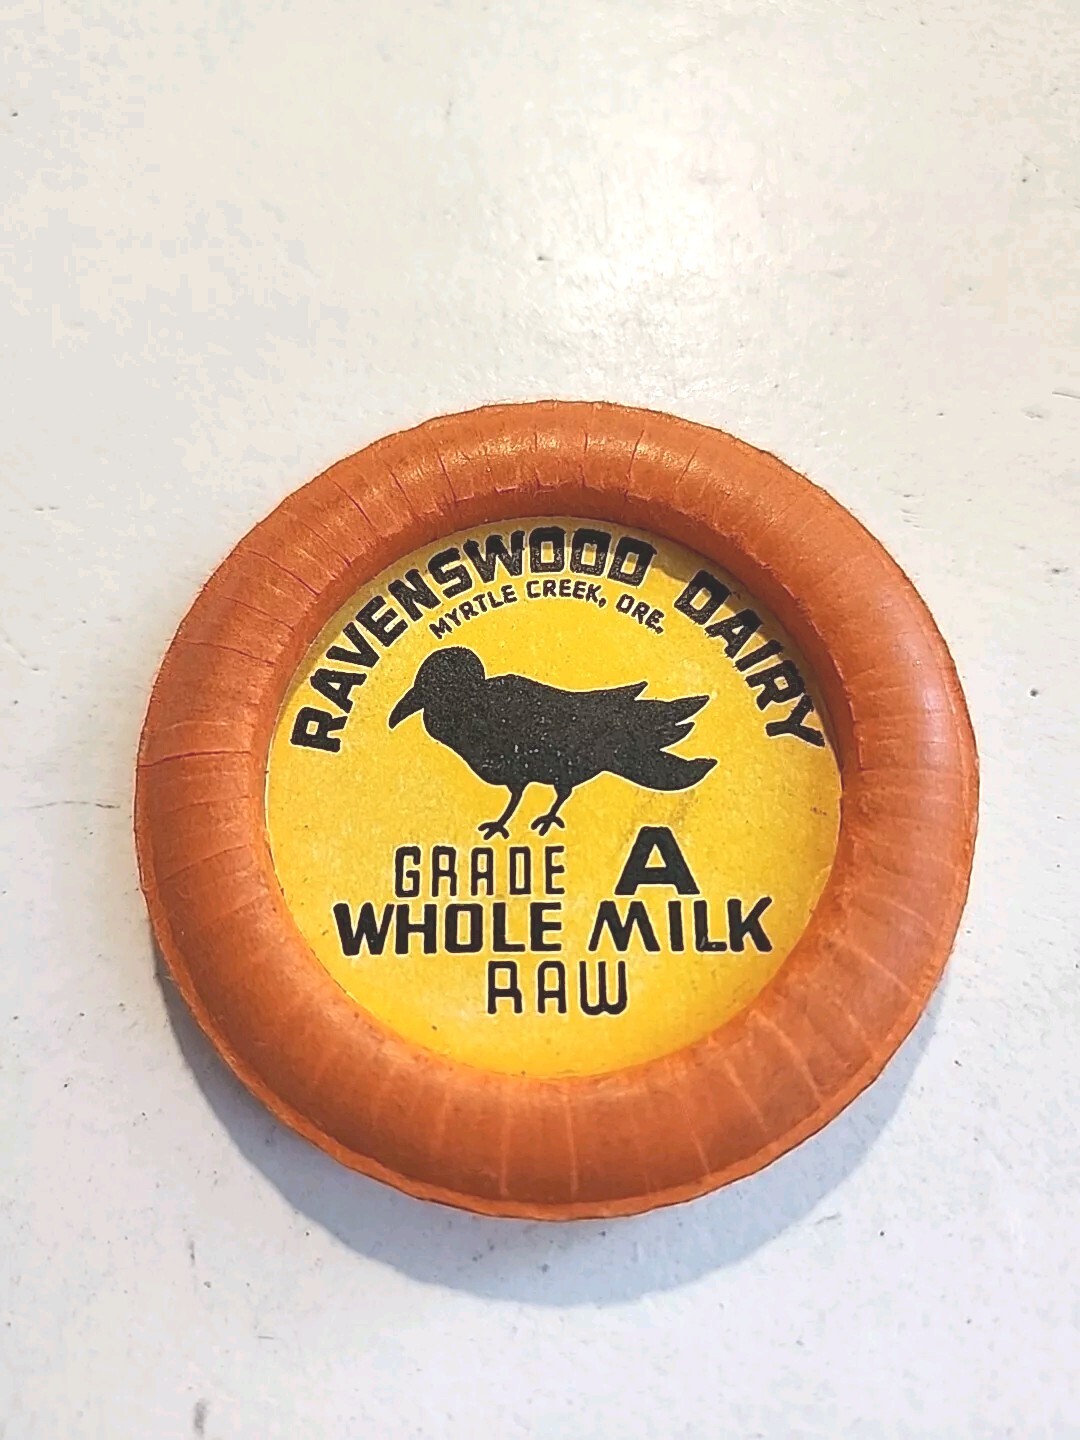 RAVENSWOOD DAIRY
MYRTLE CREEK, ORE.
GRADE A
WHOLE MILK
RAW